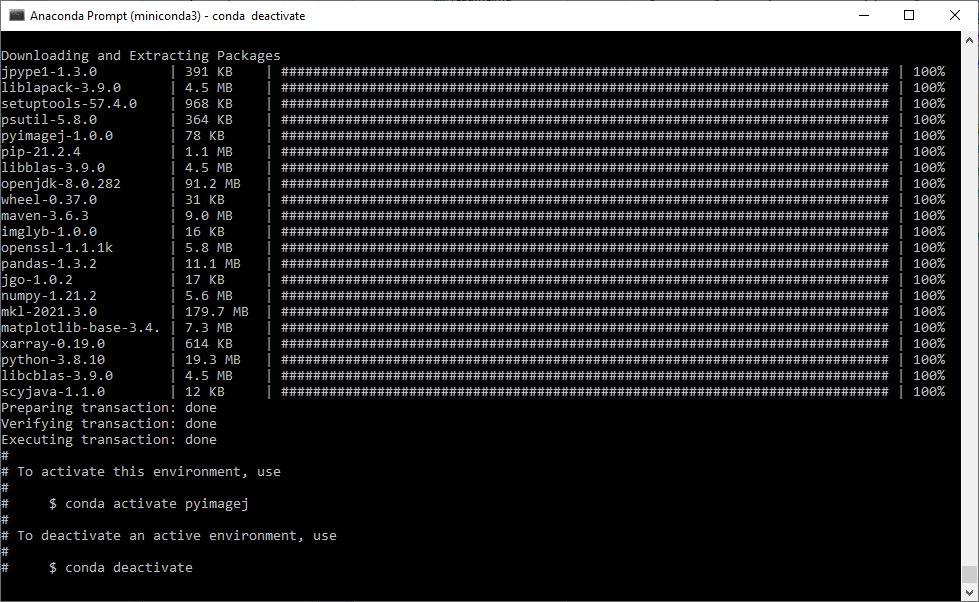 Anaconda Prompt (miniconda3) - conda  deactivate
Downloading and Extracting Packages
jpype1-1.3.0         | 391 KB    | ############################################################################ | 100%
liblapack-3.9.0      | 4.5 MB    | ############################################################################ | 100%
setuptools-57.4.0    | 968 KB    | ############################################################################ | 100%
psutil-5.8.0         | 364 KB    | ############################################################################ | 100%
pyimagej-1.0.0       | 78 KB     | ############################################################################ | 100%
pip-21.2.4           | 1.1 MB    | ############################################################################ | 100%
libblas-3.9.0        | 4.5 MB    | ############################################################################ | 100%
openjdk-8.0.282      | 91.2 MB   | ############################################################################ | 100%
wheel-0.37.0         | 31 KB     | ############################################################################ | 100%
maven-3.6.3          | 9.0 MB    | ############################################################################ | 100%
imglyb-1.0.0         | 16 KB     | ############################################################################ | 100%
openssl-1.1.1k       | 5.8 MB    | ############################################################################ | 100%
pandas-1.3.2         | 11.1 MB   | ############################################################################ | 100%
jgo-1.0.2            | 17 KB     | ############################################################################ | 100%
numpy-1.21.2         | 5.6 MB    | ############################################################################ | 100%
mkl-2021.3.0         | 179.7 MB  | ############################################################################ | 100%
matplotlib-base-3.4. | 7.3 MB    | ############################################################################ | 100%
xarray-0.19.0        | 614 KB    | ############################################################################ | 100%
python-3.8.10        | 19.3 MB   | ############################################################################ | 100%
libcblas-3.9.0       | 4.5 MB    | ############################################################################ | 100%
scyjava-1.1.0        | 12 KB     | ############################################################################ | 100%
Preparing transaction: done
Verifying transaction: done
Executing transaction: done
#
# To activate this environment, use
#
#     $ conda activate pyimagej
#
# To deactivate an active environment, use
#
#     $ conda deactivate